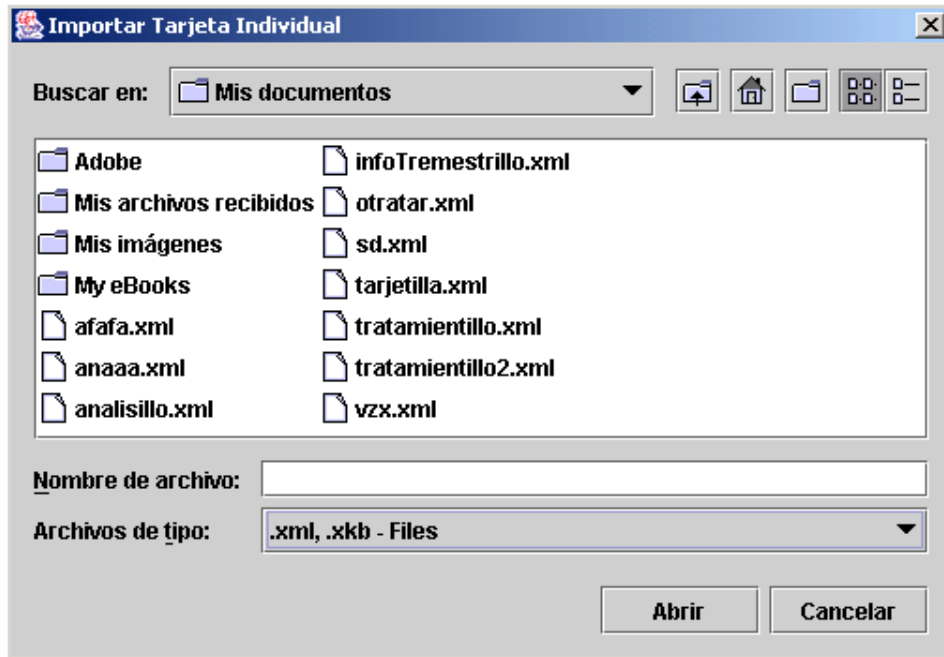 Importar Tarjeta Individual
Buscar en: Mis documentos
Adobe
Mis archivos recibidos
Mis imágenes
My eBooks
afafa.xml
anaaa.xml
analisillo.xml
infoTremestrillo.xml
otratar.xml
sd.xml
tarjetilla.xml
tratamientillo.xml
tratamientillo2.xml
vzx.xml
Nombre de archivo:
Archivos de tipo: .xml, .xkb - Files
Abrir Cancelar